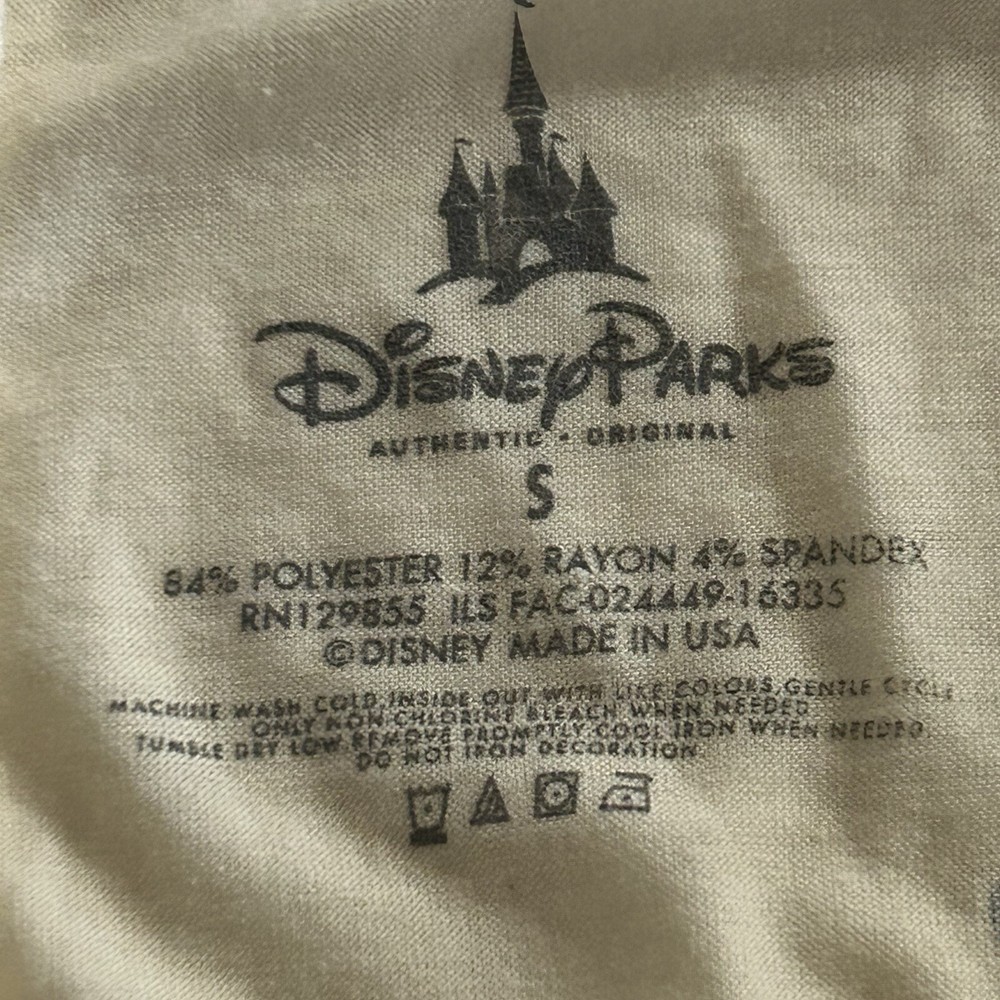 Disney Parks
AUTHENTIC • ORIGINAL
S
84% POLYESTER 12% RAYON 4% SPANDEX
RN129855 ILS FAC-024449-16335
©DISNEY MADE IN USA
MACHINE WASH COLD, INSIDE OUT WITH LIKE COLORS, GENTLE CYCLE
ONLY NON CHLORINE BLEACH WHEN NEEDED
TUMBLE DRY LOW REMOVE PROMPTLY COOL IRON WHEN NEEDED.
DO NOT IRON DECORATION